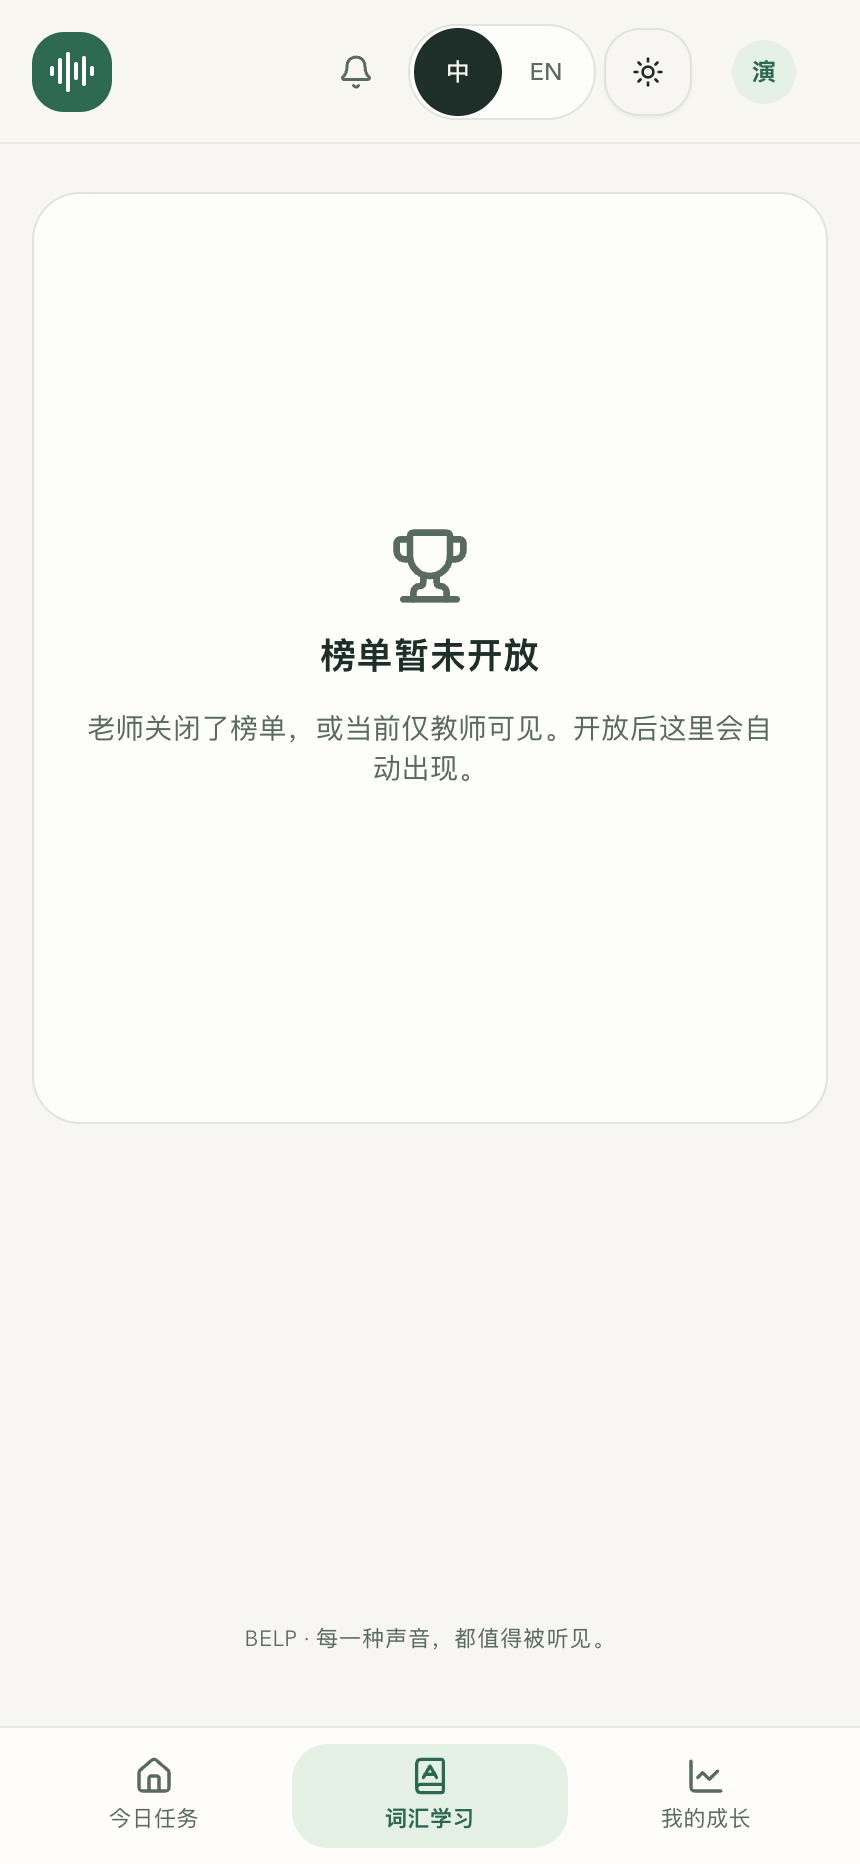 中
EN
演
榜单暂未开放
老师关闭了榜单，或当前仅教师可见。开放后这里会自
动出现。
BELP · 每一种声音，都值得被听见。
今日任务
词汇学习
我的成长